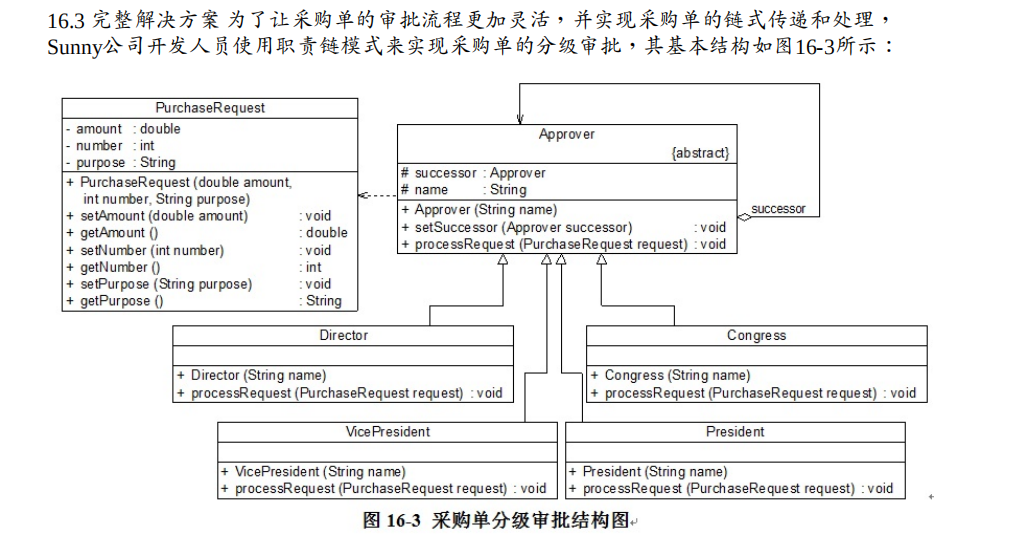 16.3 完整解决方案 为了让采购单的审批流程更加灵活，并实现采购单的链式传递和处理，
Sunny公司开发人员使用职责链模式来实现采购单的分级审批，其基本结构如图16-3所示：
PurchaseRequest
- amount : double
- number : int
- purpose : String
+ PurchaseRequest (double amount,
int number, String purpose)
+ setAmount (double amount) : void
+ getAmount () : double
+ setNumber (int number) : void
+ getNumber () : int
+ setPurpose (String purpose) : void
+ getPurpose () : String
Approver
{abstract}
# successor : Approver
# name : String
+ Approver (String name)
+ setSuccessor (Approver successor) : void
+ processRequest (PurchaseRequest request) : void
successor
Director
+ Director (String name)
+ processRequest (PurchaseRequest request) : void
Congress
+ Congress (String name)
+ processRequest (PurchaseRequest request) : void
VicePresident
+ VicePresident (String name)
+ processRequest (PurchaseRequest request) : void
President
+ President (String name)
+ processRequest (PurchaseRequest request) : void
图 16-3 采购单分级审批结构图